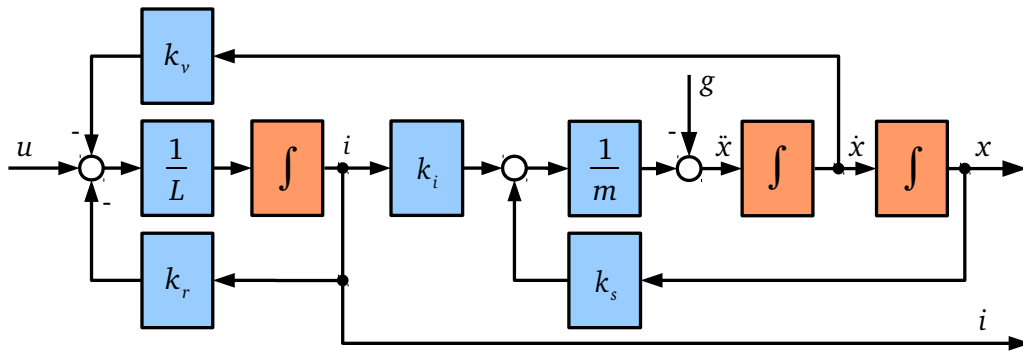 k_v
g
-
-
u
1/L
∫
i
k_i
1/m
ẍ
∫
ẋ
∫
x
-
k_r
k_s
i